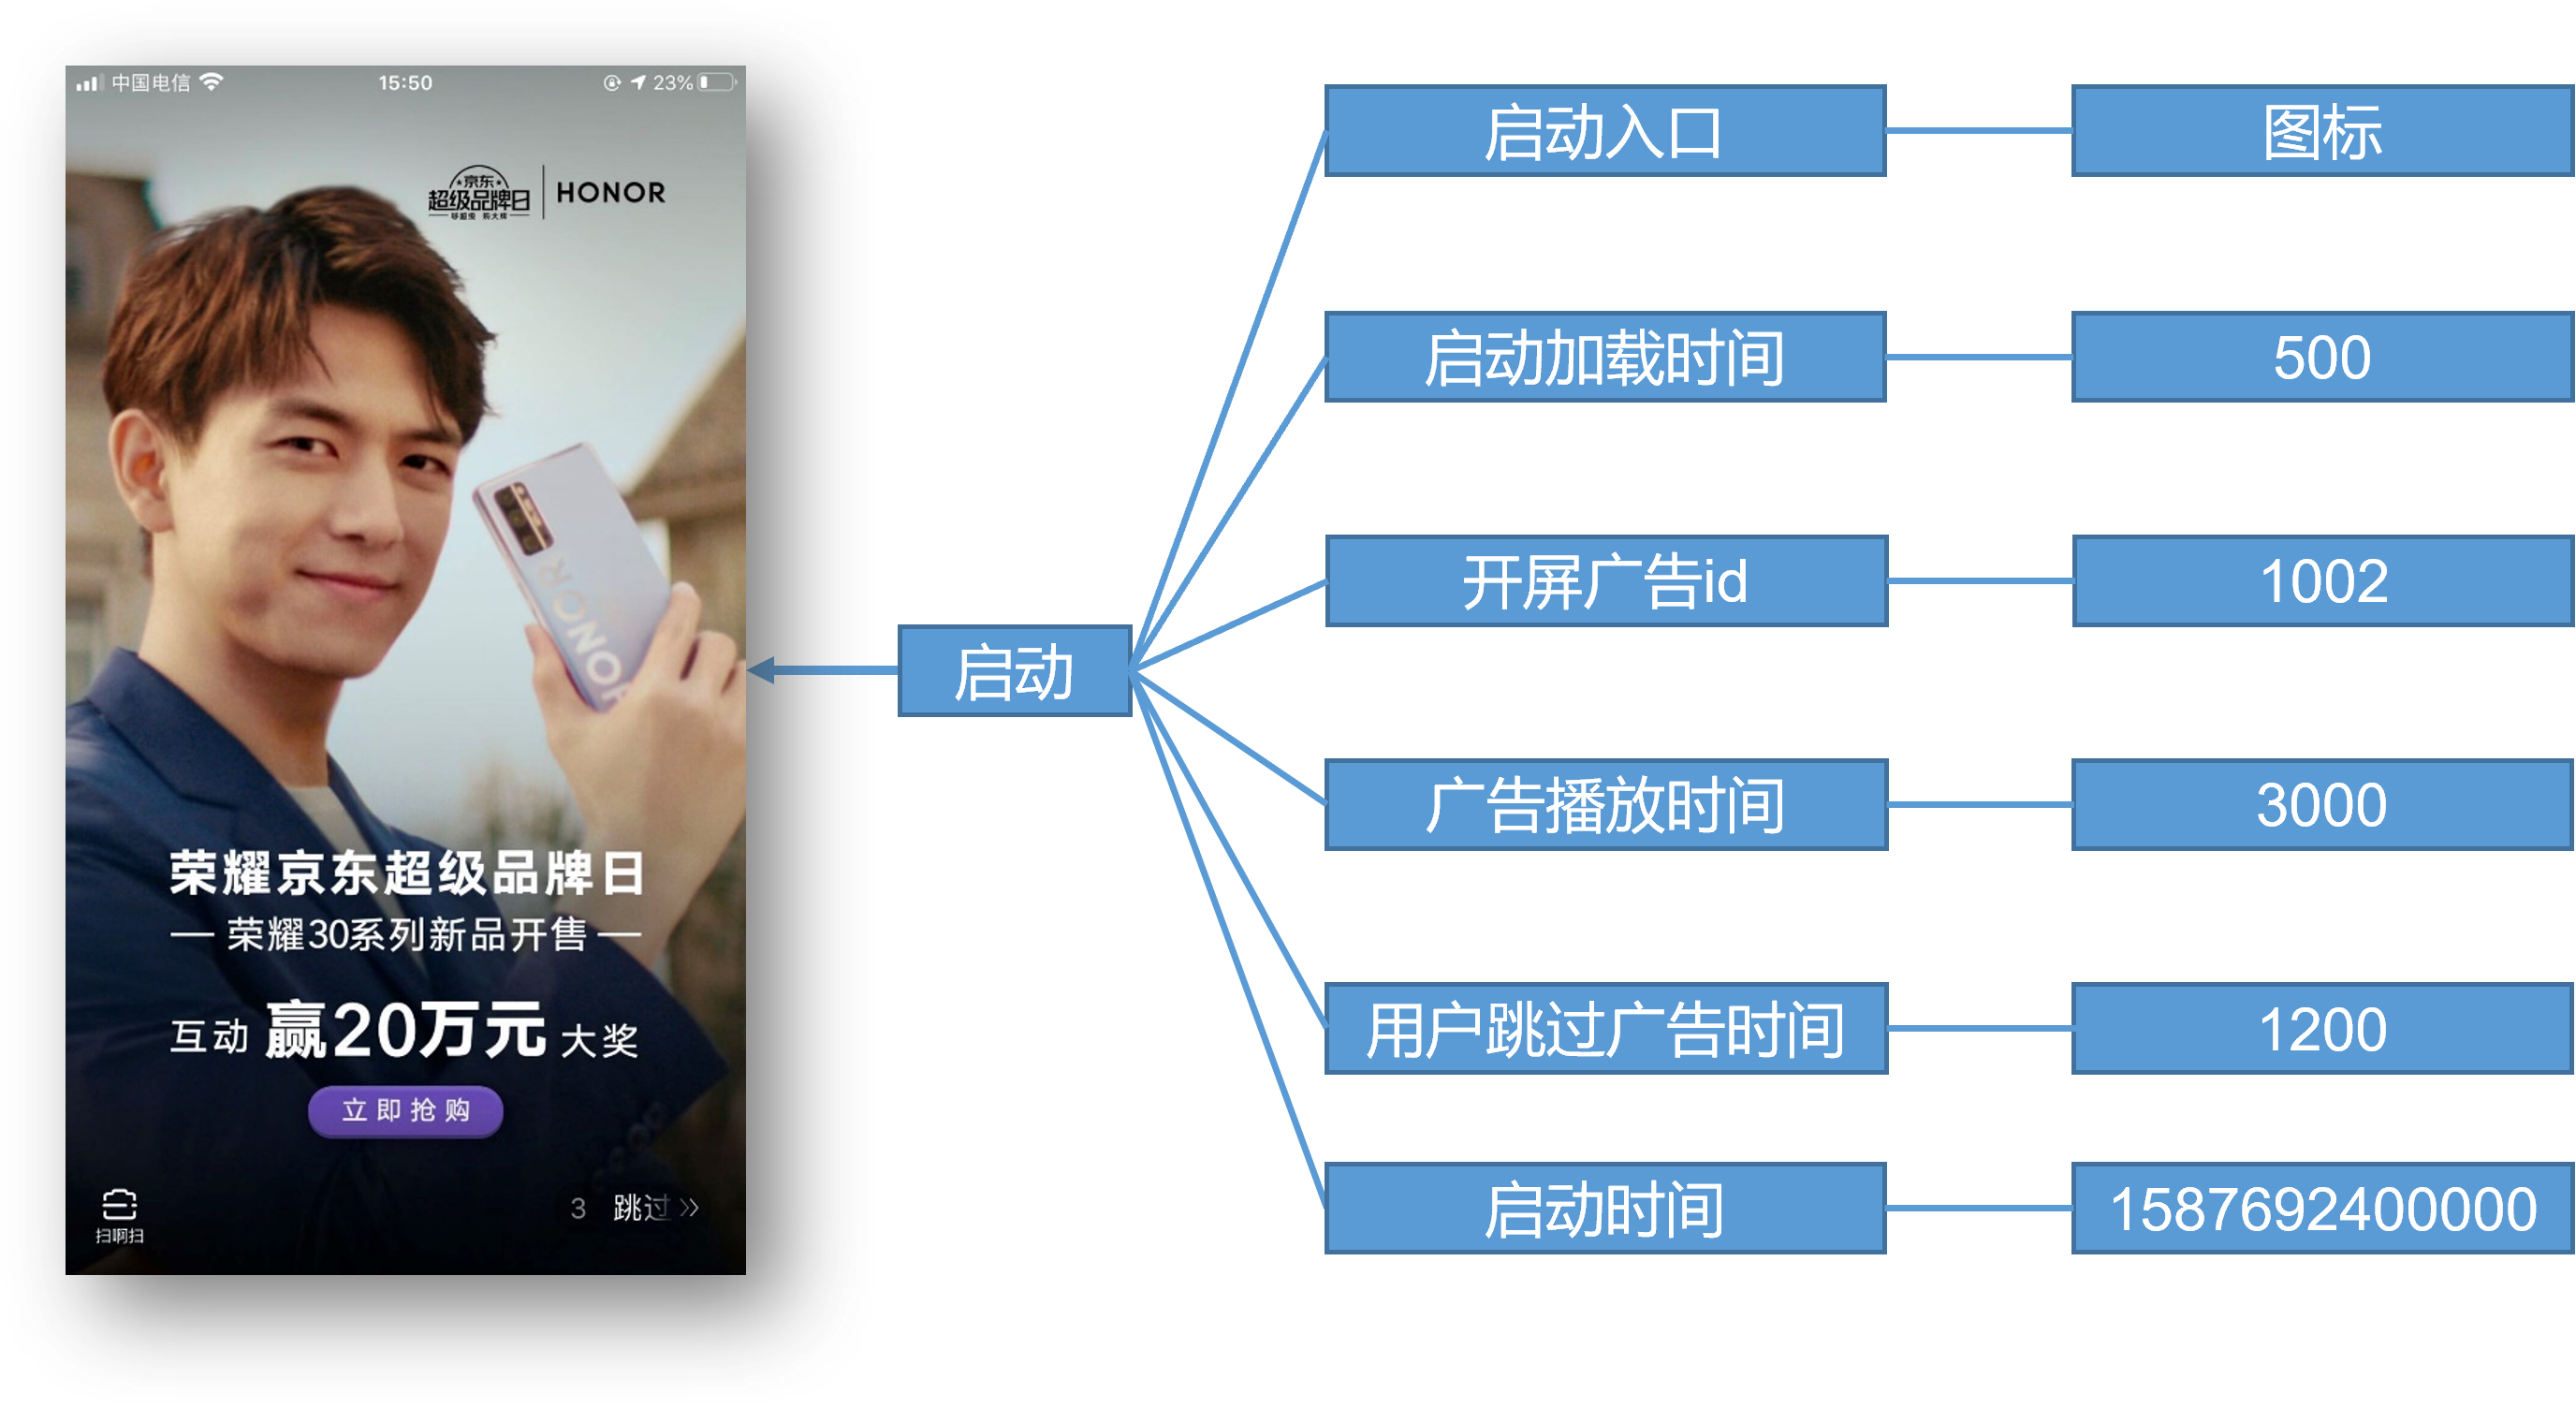 中国电信
15:50
23%
京东
超级品牌日
HONOR
HONOR
荣耀京东超级品牌日
荣耀30系列新品开售
互动 赢20万元 大奖
立即抢购
扫啊扫
3 跳过
启动
启动入口 图标
启动加载时间 500
开屏广告id 1002
广告播放时间 3000
用户跳过广告时间 1200
启动时间 1587692400000